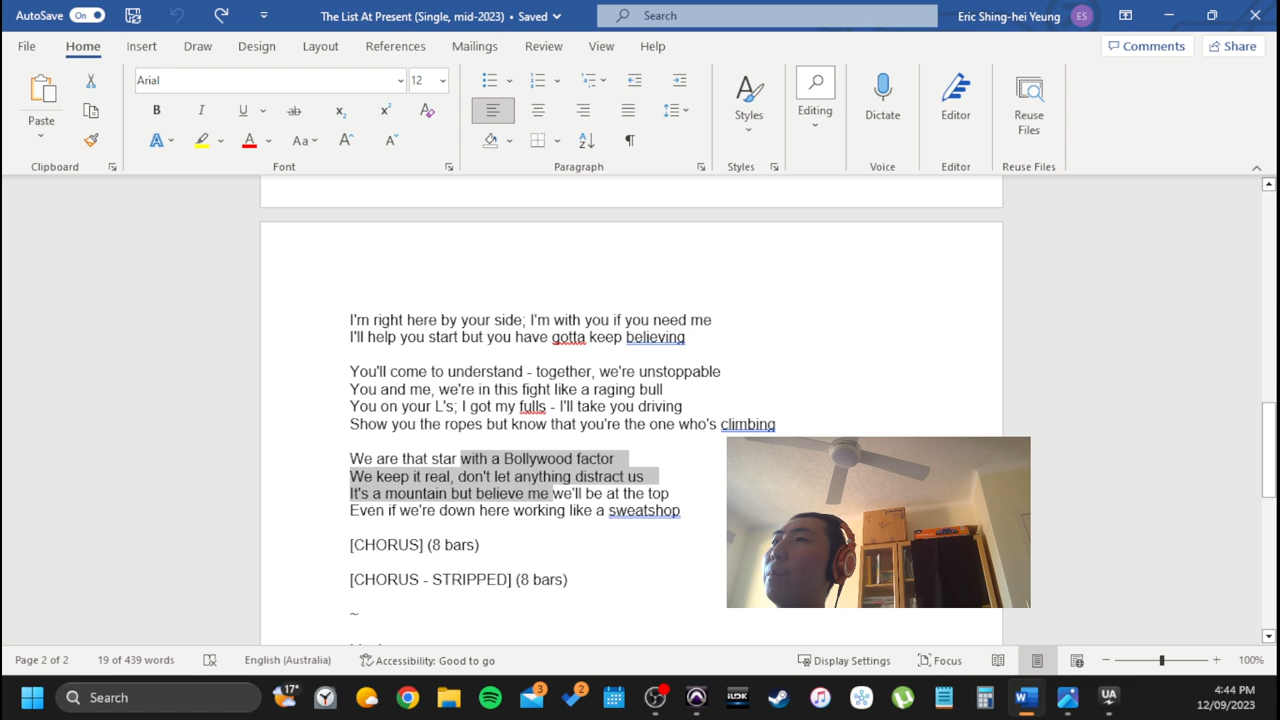 AutoSave On The List At Present (Single, mid-2023) • Saved Search Eric Shing-hei Yeung ES
File Home Insert Draw Design Layout References Mailings Review View Help Comments Share
Arial 12
Paste Styles Editing Dictate Editor Reuse Files
Clipboard Font Paragraph Styles Voice Editor Reuse Files
I'm right here by your side; I'm with you if you need me
I'll help you start but you have gotta keep believing
You'll come to understand - together, we're unstoppable
You and me, we're in this fight like a raging bull
You on your L's; I got my fulls - I'll take you driving
Show you the ropes but know that you're the one who's climbing
We are that star with a Bollywood factor
We keep it real, don't let anything distract us
It's a mountain but believe me we'll be at the top
Even if we're down here working like a sweatshop
[CHORUS] (8 bars)
[CHORUS - STRIPPED] (8 bars)
~
Page 2 of 2 19 of 439 words English (Australia) Accessibility: Good to go Display Settings Focus 100%
Search 17° 3 2 iLOK UA 4:44 PM
12/09/2023